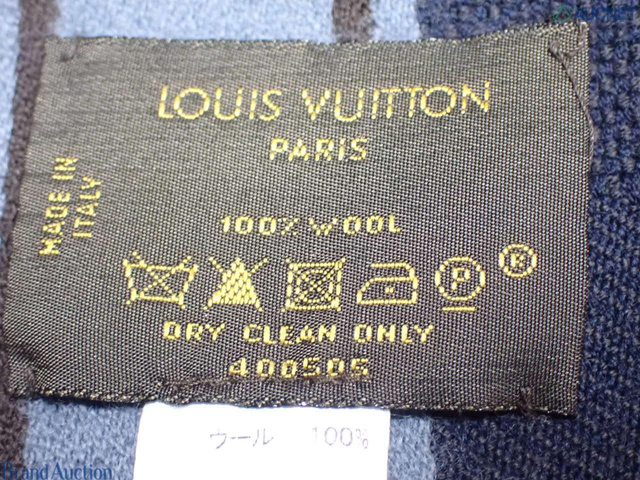 LOUIS VUITTON
PARIS
MADE IN
ITALY
100% WOOL
P
R
DRY CLEAN ONLY
400505
ウール 100%
Brand Auction